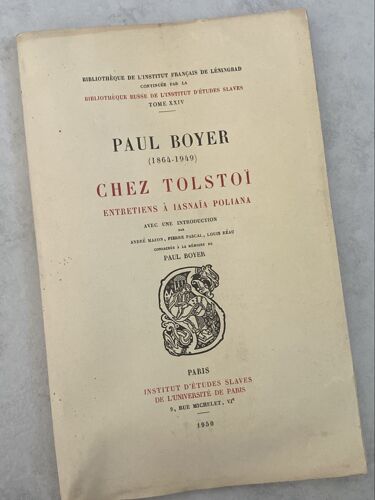 BIBLIOTHÈQUE DE L'INSTITUT FRANÇAIS DE LÉNINGRAD
CONTINUÉE PAR LA
BIBLIOTHÈQUE RUSSE DE L'INSTITUT D'ÉTUDES SLAVES
TOME XXIV
PAUL BOYER
(1864-1949)
CHEZ TOLSTOÏ
ENTRETIENS À IASNAÏA POLIANA
AVEC UNE INTRODUCTION
PAR
ANDRÉ MAZON, PIERRE PASCAL, LOUIS RÉAU
CONSACRÉE À LA MÉMOIRE DE
PAUL BOYER
PARIS
INSTITUT D'ÉTUDES SLAVES
DE L'UNIVERSITÉ DE PARIS
9, RUE MICHELET, VIe
1950